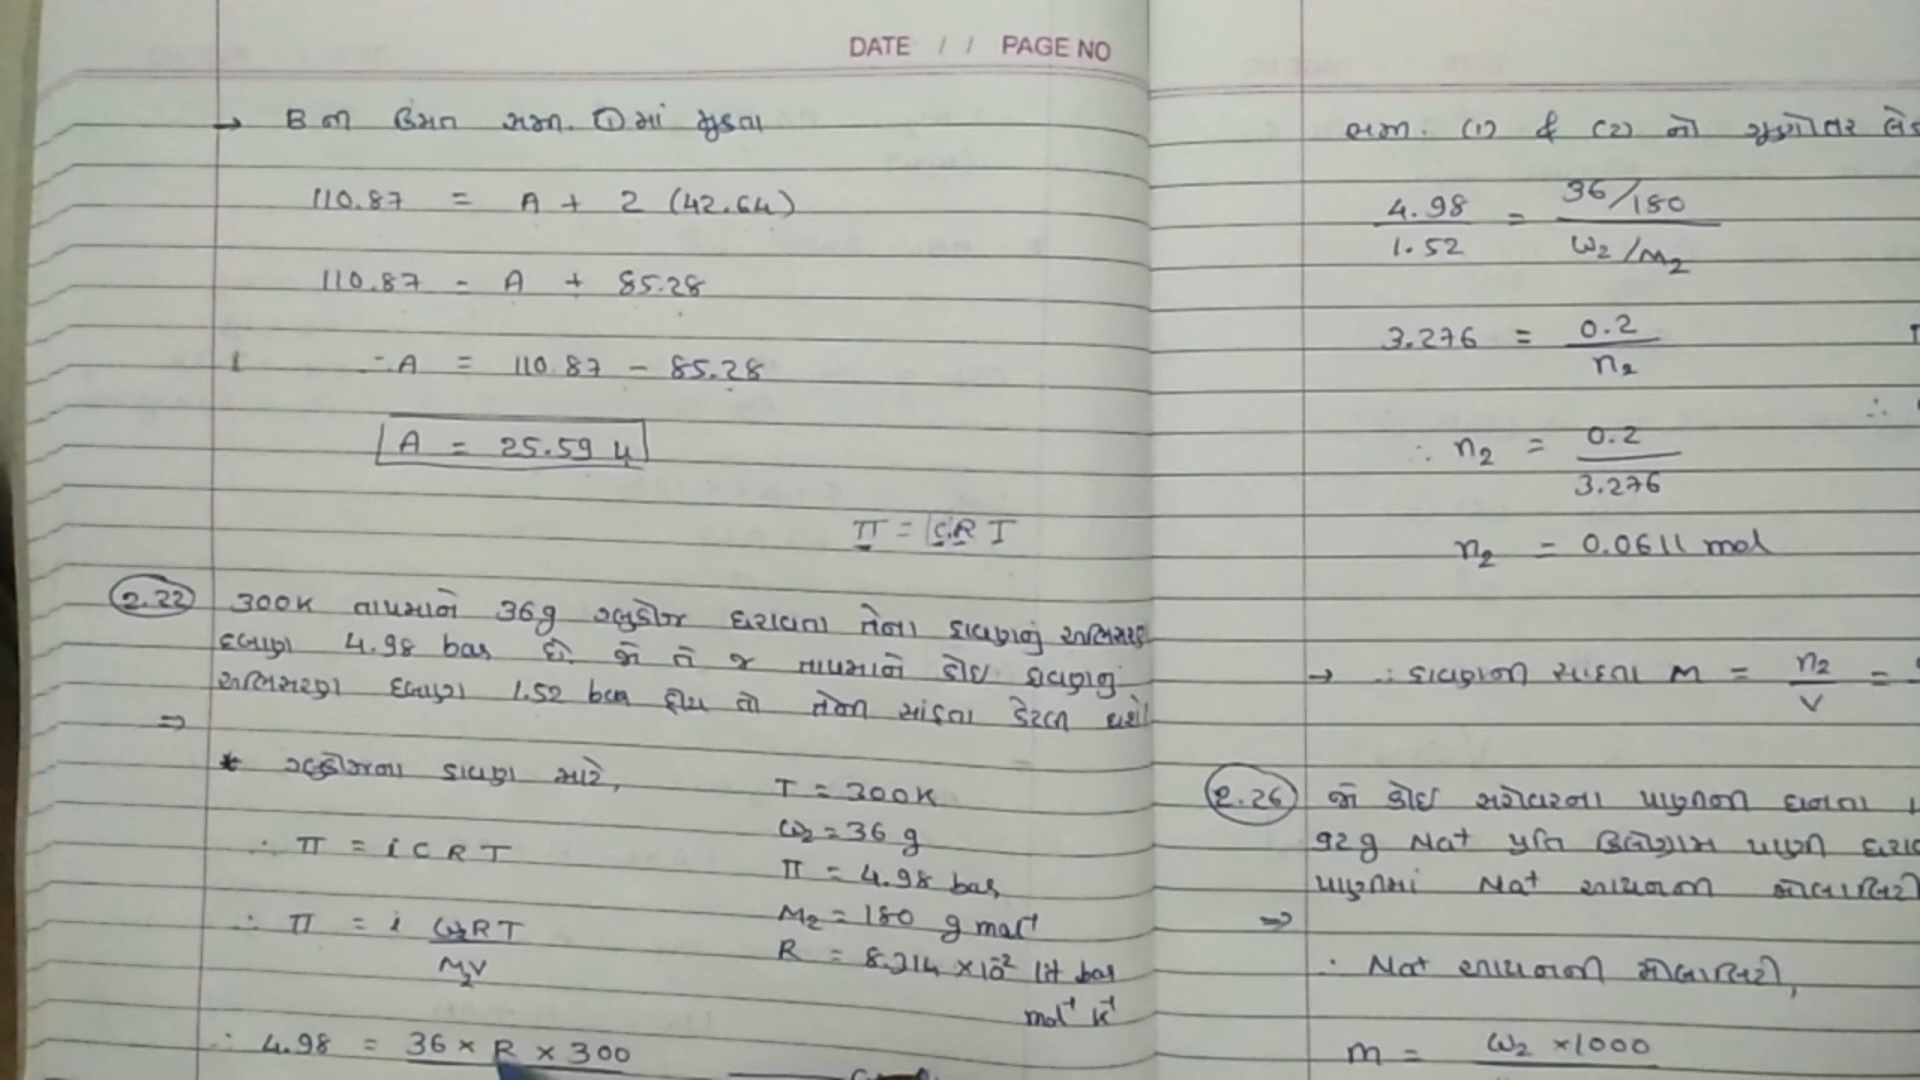 DATE / / PAGE NO
→ B ની કિંમત સમી. ① માં મુકતા
110.87 = A + 2 (42.64)
110.87 = A + 85.28
∴ A = 110.87 - 85.28
A = 25.59 u
π = CRT
2.22 300K તાપમાને 36g ગ્લુકોઝ ધરાવતા તેના દ્રાવણનું અભિસરણ
દબાણ 4.98 bar છે. જો તે જ તાપમાને કોઈ દ્રાવણનું
અભિસરણ દબાણ 1.52 bar હોય તો તેની સાંદ્રતા કેટલી હશે?
⇒
* ગ્લુકોઝના દ્રાવણ માટે,
T = 300K
W2 = 36 g
∴ π = i C R T
π = 4.98 bar
M2 = 180 g mol-1
∴ π = i W2RT / M2V
R = 8.314 × 10-2 lit bar
mol-1 K-1
∴ 4.98 = 36 × R × 300
સમી. (1) & (2) નો ગુણોત્તર
4.98 / 1.52 = 36/180 / W2/M2
3.276 = 0.2 / n2
∴ n2 = 0.2 / 3.276
n2 = 0.0611 mol
→ ∴ દ્રાવણની સાંદ્રતા M = n2 / V =
2.26 જો કોઈ સરોવરના પાણીની ઘનતા
92g Na+ પ્રતિ કિલોગ્રામ પાણી
પાણીમાં Na+ આયનની મોલાલિટી
⇒
∴ Na+ આયનની મોલાલિટી,
m = W2 × 1000